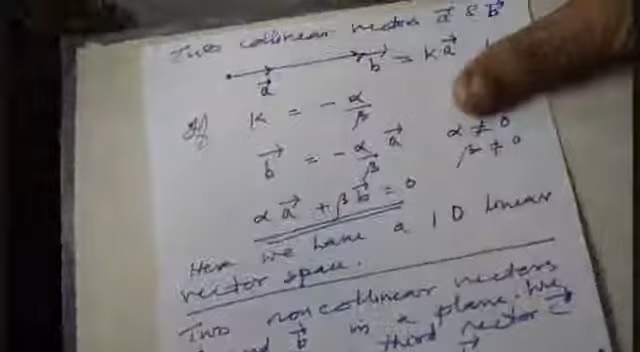 Two collinear vectors a⃗ & b⃗
a⃗ b⃗ = k a⃗
If k = - α/β
b⃗ = - α/β a⃗ α ≠ 0
β ≠ 0
α a⃗ + β b⃗ = 0
Here we have a 1 D linear
vector space.
Two noncollinear vectors
and b⃗ in a plane. We
third vector c⃗